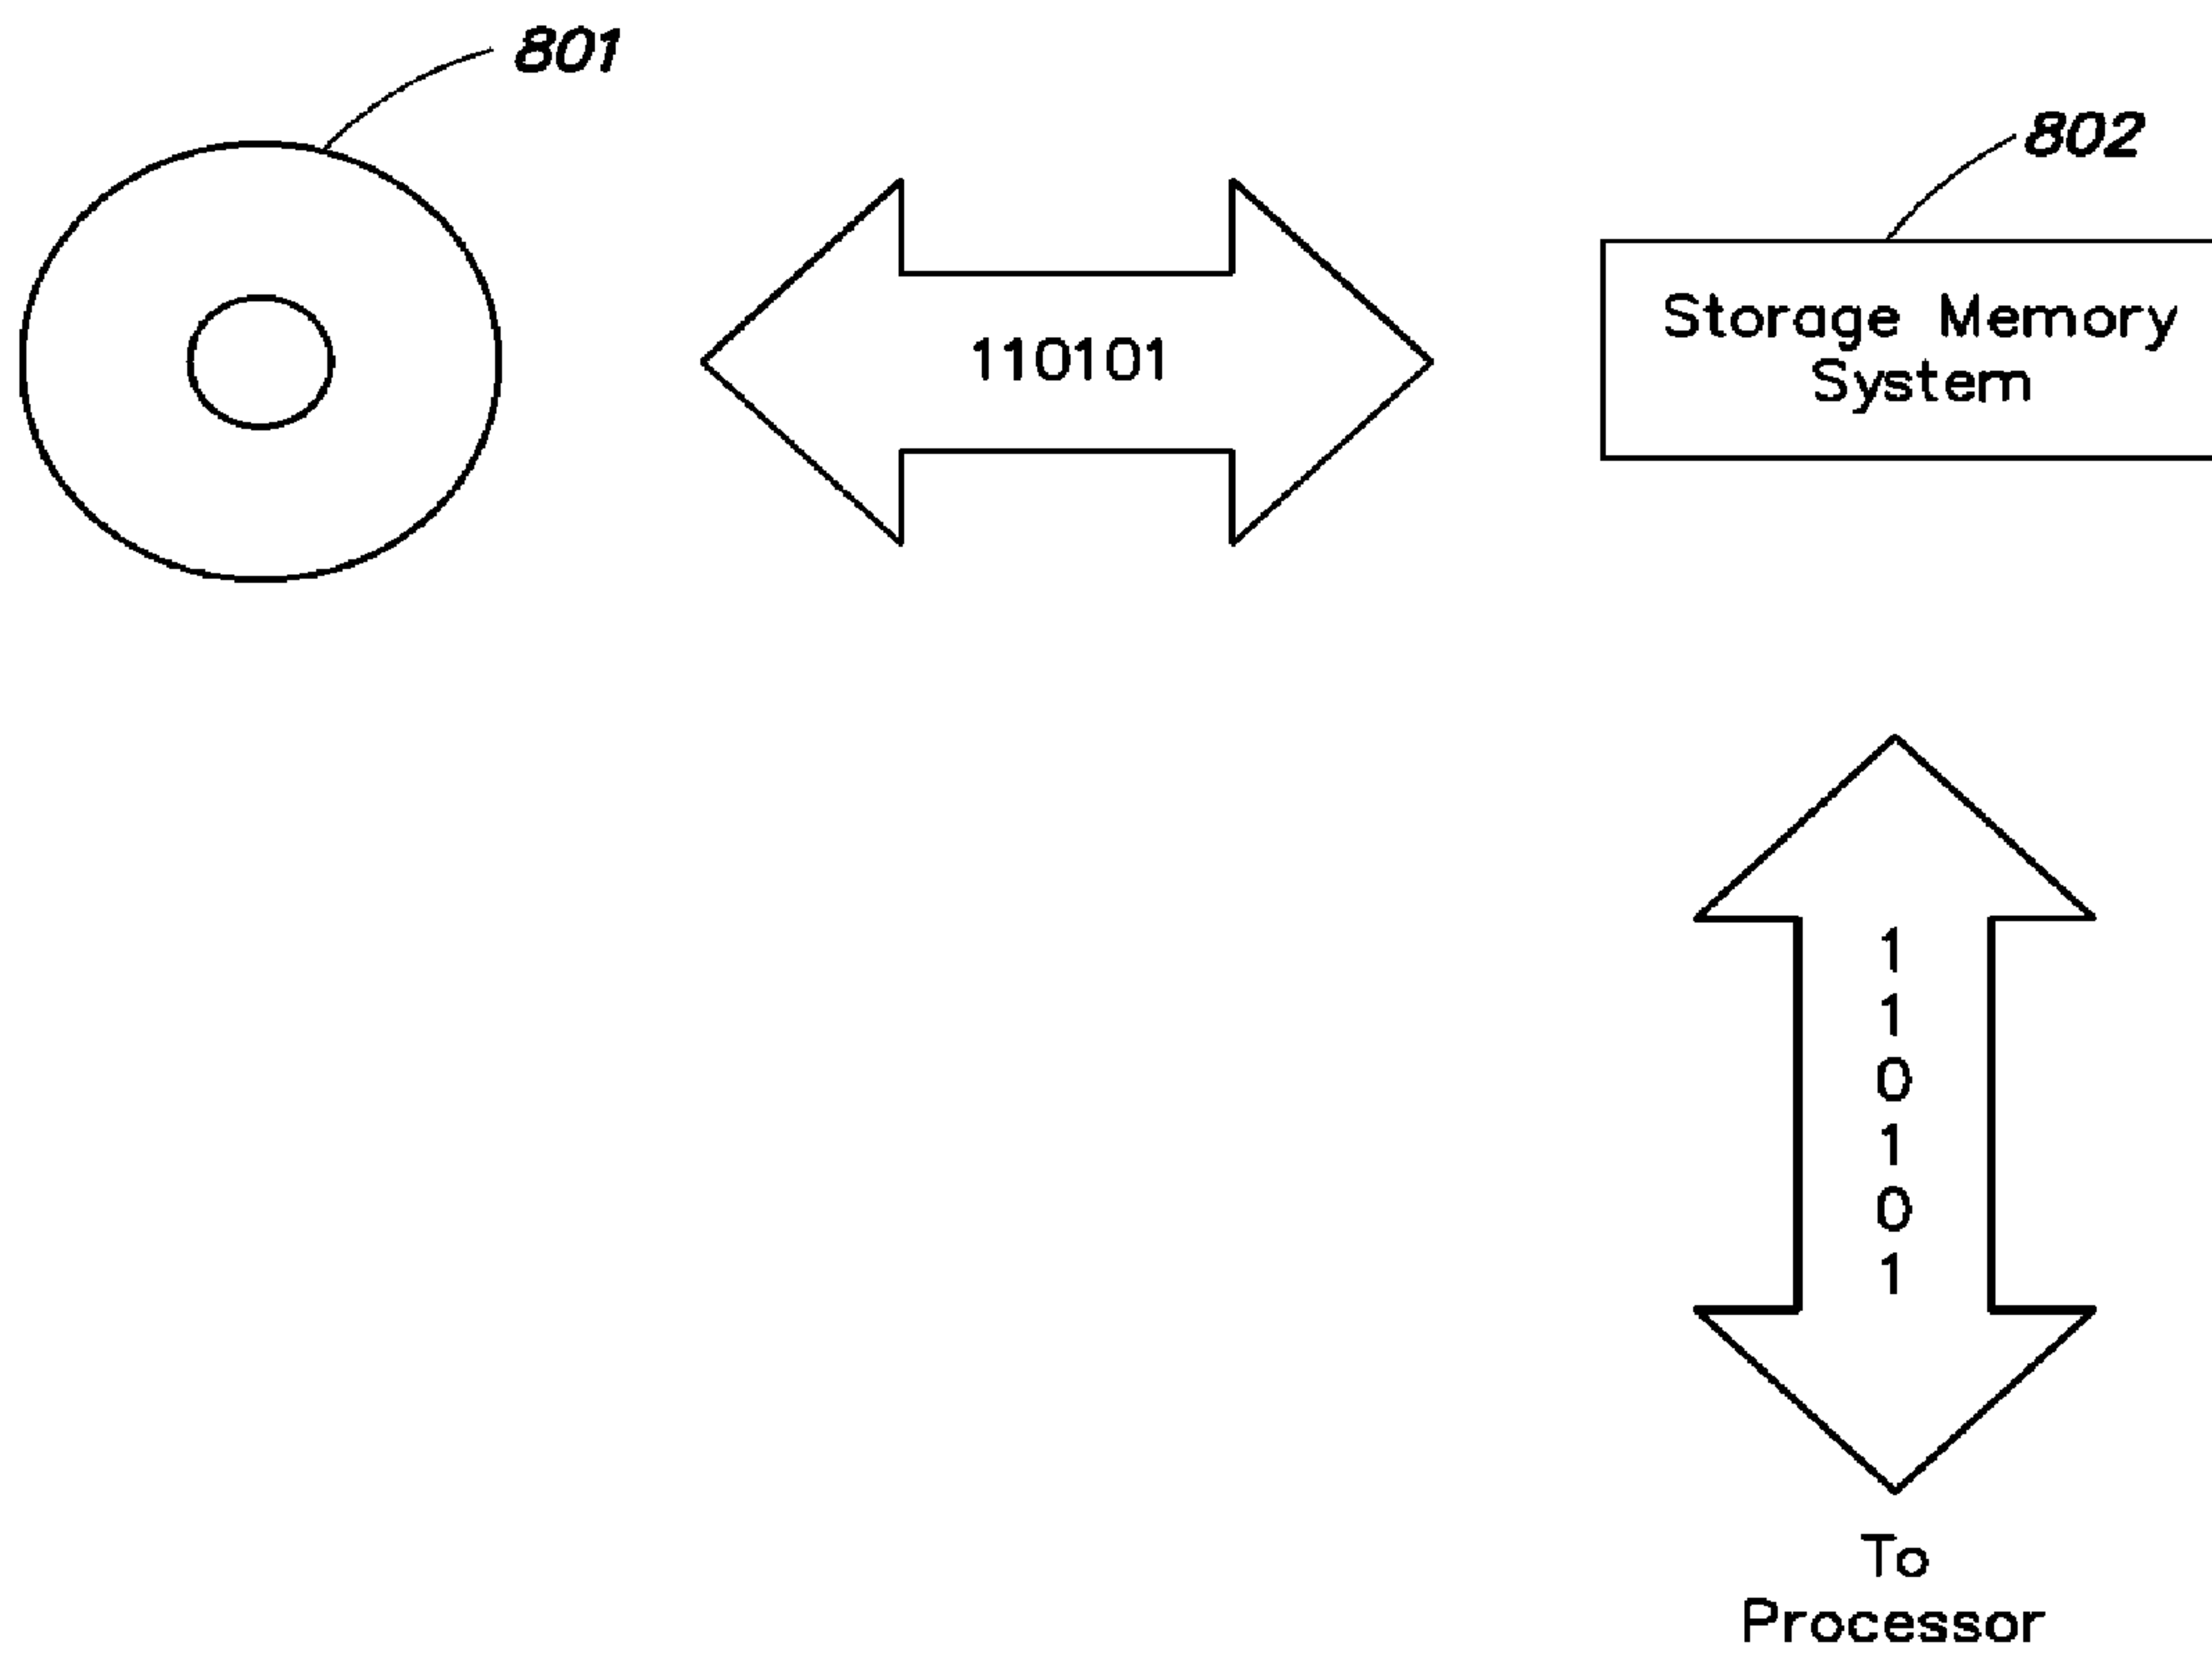 801
802
110101
Storage Memory
System
1
1
0
1
0
1
To
Processor